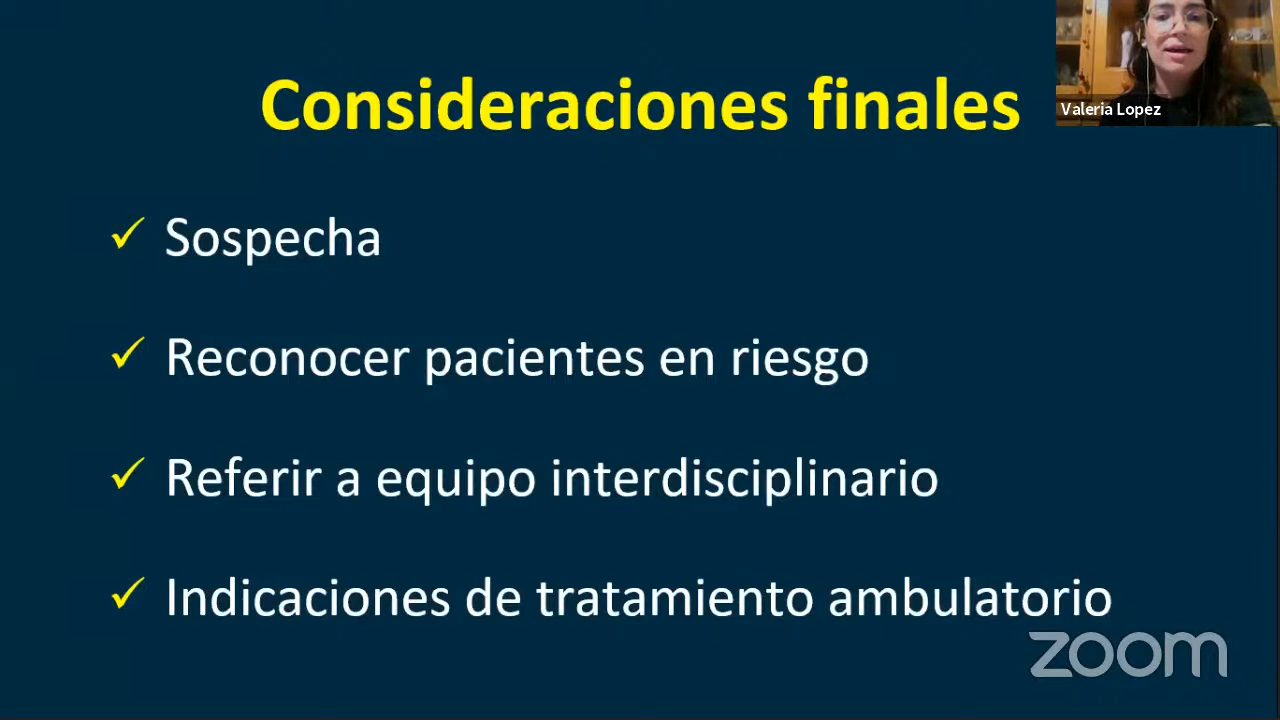 Consideraciones finales
Valeria Lopez
✓ Sospecha
✓ Reconocer pacientes en riesgo
✓ Referir a equipo interdisciplinario
✓ Indicaciones de tratamiento ambulatorio
zoom